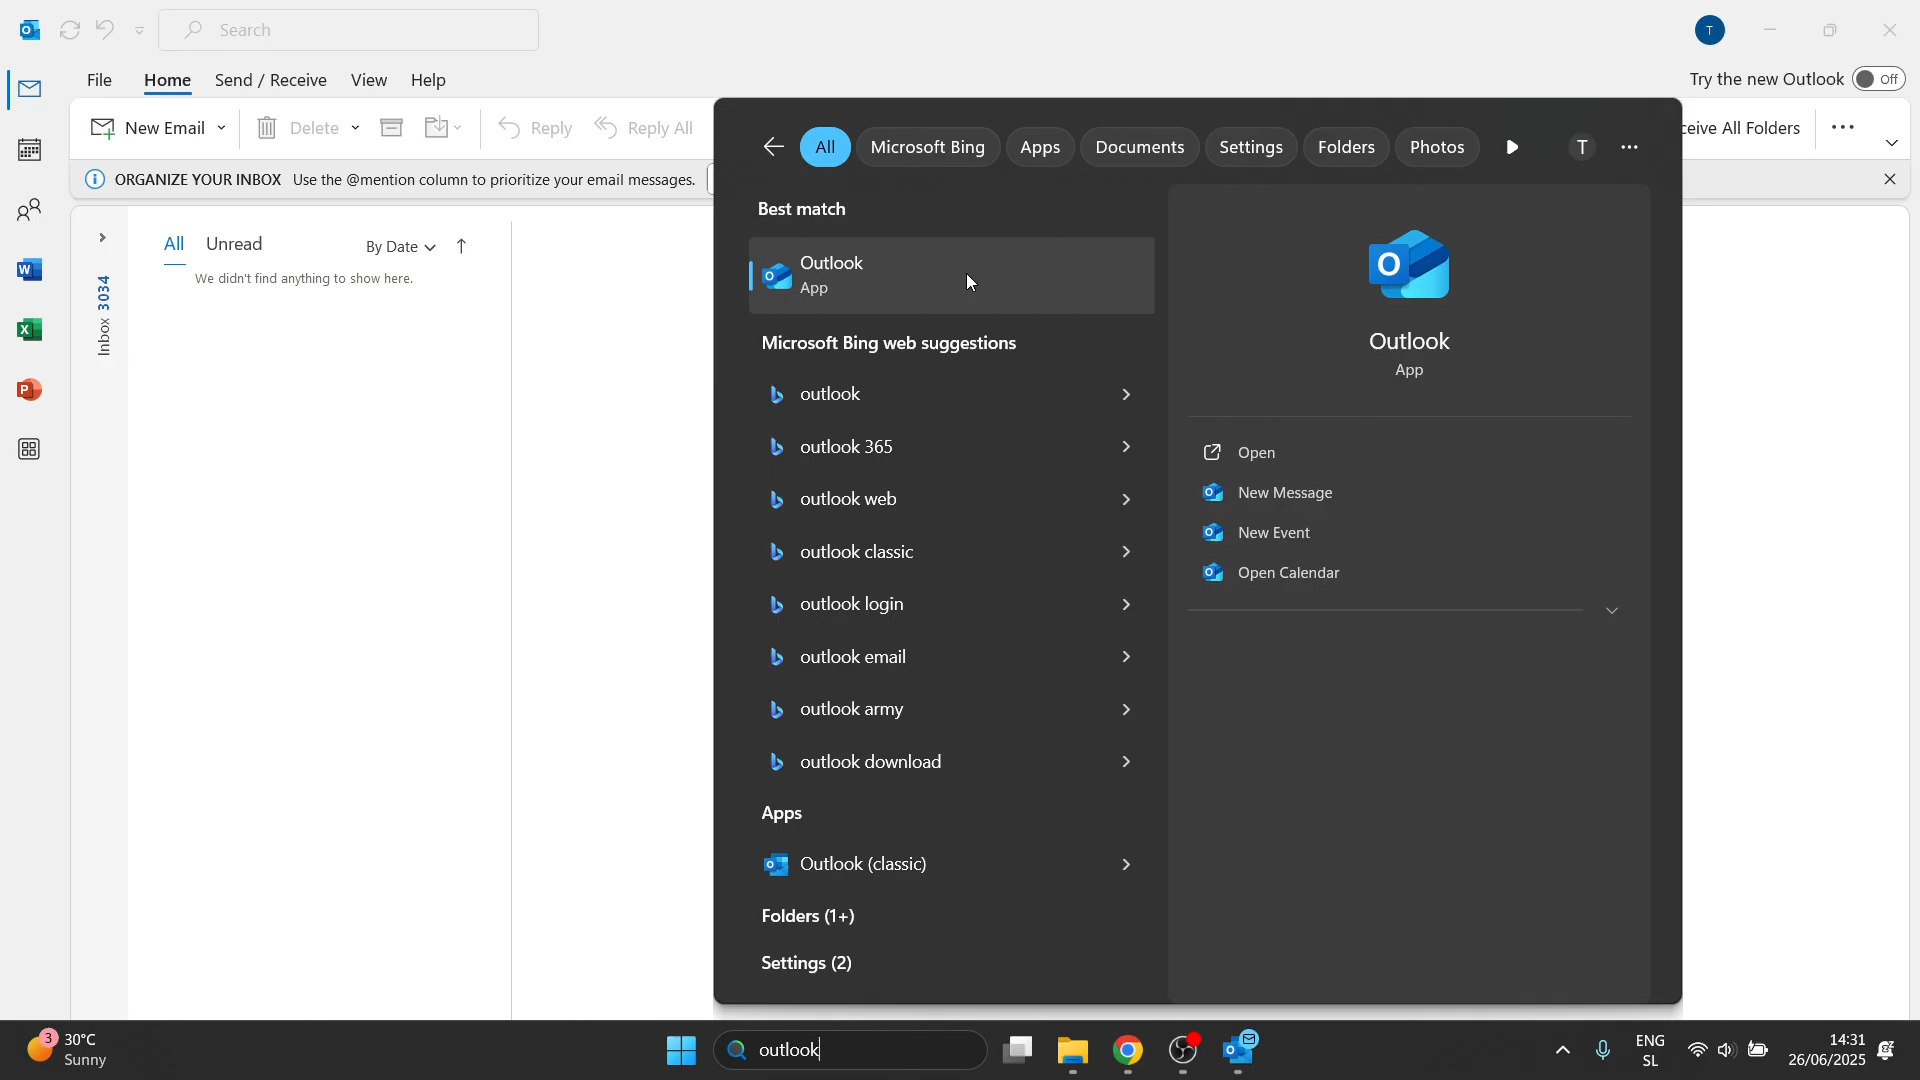 Search
T
File Home Send / Receive View Help
Try the new Outlook Off
New Email Delete Reply Reply All
ceive All Folders
ORGANIZE YOUR INBOX Use the @mention column to prioritize your email messages.
All Unread By Date
We didn't find anything to show here.
Inbox 3034
All Microsoft Bing Apps Documents Settings Folders Photos T
Best match
Outlook
App
Microsoft Bing web suggestions
outlook
outlook 365
outlook web
outlook classic
outlook login
outlook email
outlook army
outlook download
Apps
Outlook (classic)
Folders (1+)
Settings (2)
Outlook
App
Open
New Message
New Event
Open Calendar
3
30°C
Sunny
outlook
ENG
SL
14:31
26/06/2025